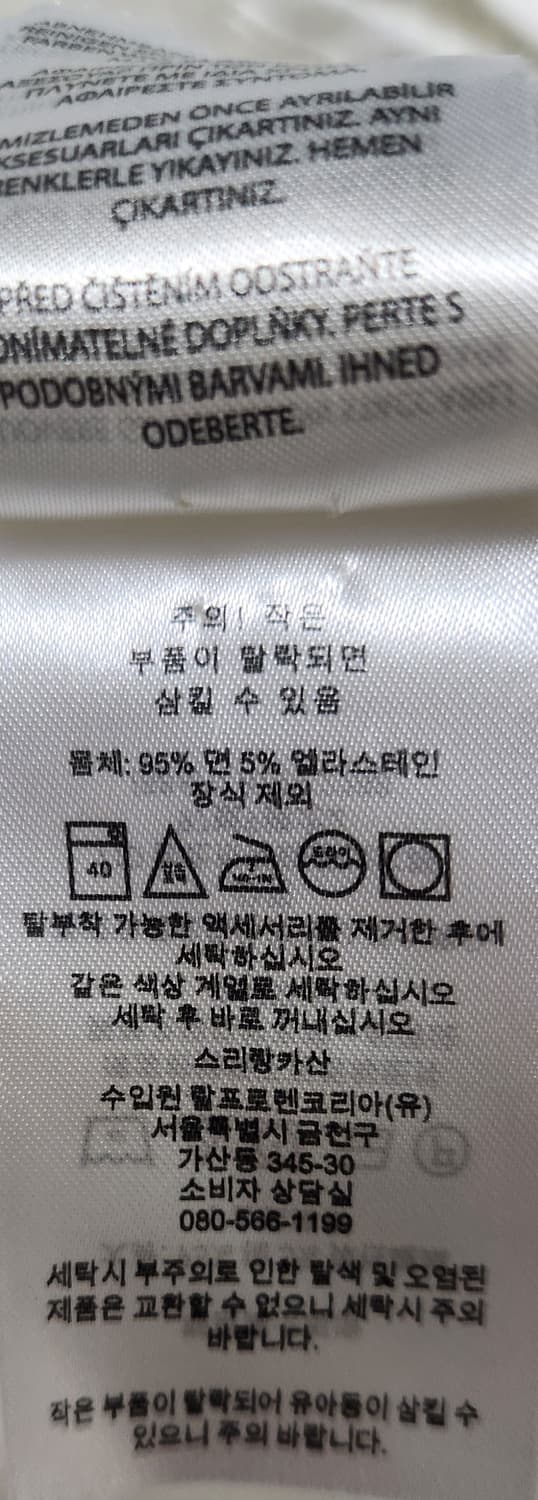 ΠΛΥΝΕΤΕ ΜΕ ΙΔΙΑ
ΑΦΑΙΡΕΣΤΕ ΣΥΝΤΟΜΑ.
MIZLEMEDEN ÖNCE AYRILABİLİR
KSESUARLARI ÇIKARTINIZ. AYNI
RENKLERLE YIKAYINIZ. HEMEN
ÇIKARTINIZ.
PŘED ČIŠTĚNÍM ODSTRAŇTE
ONÍMATELNÉ DOPLŇKY. PERTE S
PODOBNÝMI BARVAMI. IHNED
ODEBERTE.
주의! 작은
부품이 탈락되면
삼킬 수 있음
몸체: 95% 면 5% 엘라스테인
장식 제외
40
탈부착 가능한 액세서리를 제거한 후에
세탁하십시오
같은 색상 계열로 세탁하십시오
세탁 후 바로 꺼내십시오
스리랑카산
수입원 랄프로렌코리아(유)
서울특별시 금천구
가산동 345-30
소비자 상담실
080-566-1199
세탁시 부주의로 인한 탈색 및 오염된
제품은 교환할 수 없으니 세탁시 주의
바랍니다.
작은 부품이 탈락되어 유아동이 삼킬 수
있으니 주의 바랍니다.